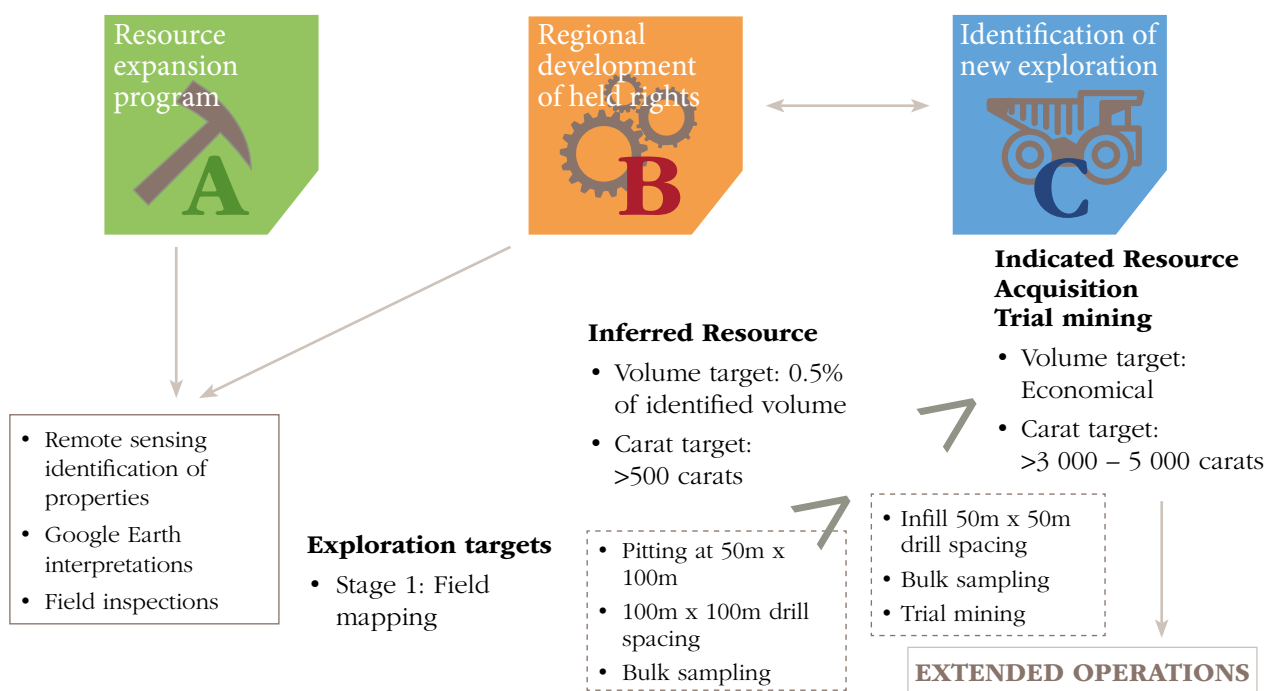 Resource
expansion
program
A
Regional
development
of held rights
B
Identification of
new exploration
C
Indicated Resource
Acquisition
Trial mining
• Volume target:
Economical
• Carat target:
>3 000 – 5 000 carats
Inferred Resource
• Volume target: 0.5%
of identified volume
• Carat target:
>500 carats
• Remote sensing
identification of
properties
• Google Earth
interpretations
• Field inspections
Exploration targets
• Stage 1: Field
mapping
• Pitting at 50m x
100m
• 100m x 100m drill
spacing
• Bulk sampling
• Infill 50m x 50m
drill spacing
• Bulk sampling
• Trial mining
EXTENDED OPERATIONS